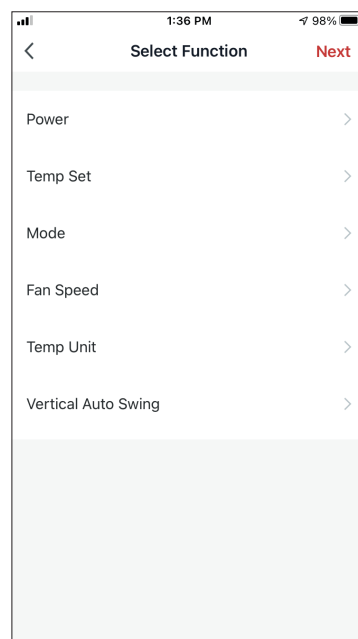 1:36 PM 98%
Select Function Next
Power
Temp Set
Mode
Fan Speed
Temp Unit
Vertical Auto Swing